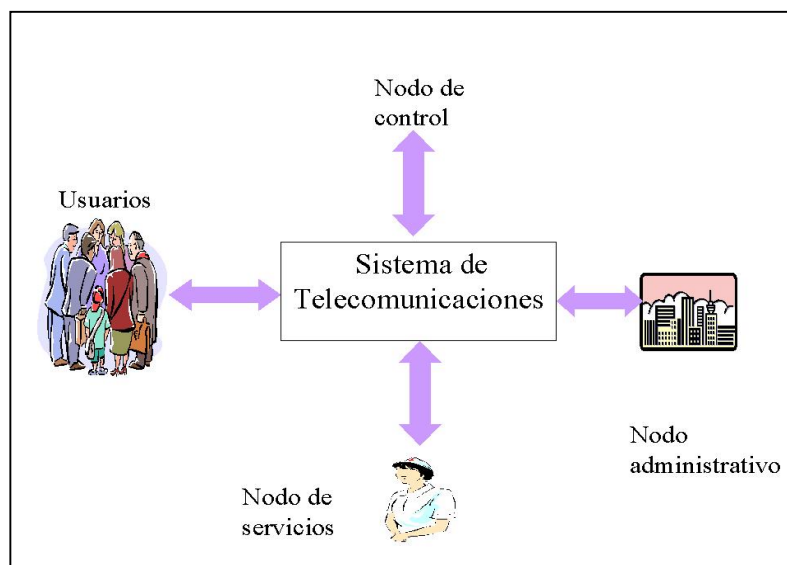 Nodo de
control
Usuarios
Sistema de
Telecomunicaciones
Nodo
administrativo
Nodo de
servicios